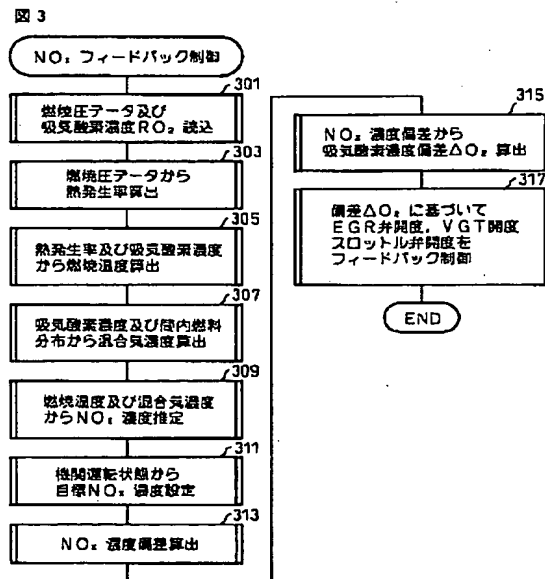 図 3
NOₓ フィードバック制御
301
燃焼圧データ及び
吸気酸素濃度RO₂ 読込
303
燃焼圧データから
熱発生率算出
305
熱発生率及び吸気酸素濃度
から燃焼温度算出
307
吸気酸素濃度及び筒内燃料
分布から混合気濃度算出
309
燃焼温度及び混合気濃度
からNOₓ 濃度推定
311
機関運転状態から
目標NOₓ 濃度設定
313
NOₓ 濃度偏差算出
315
NOₓ 濃度偏差から
吸気酸素濃度偏差ΔO₂ 算出
317
偏差ΔO₂ に基づいて
EGR弁開度，VGT開度
スロットル弁開度を
フィードバック制御
END